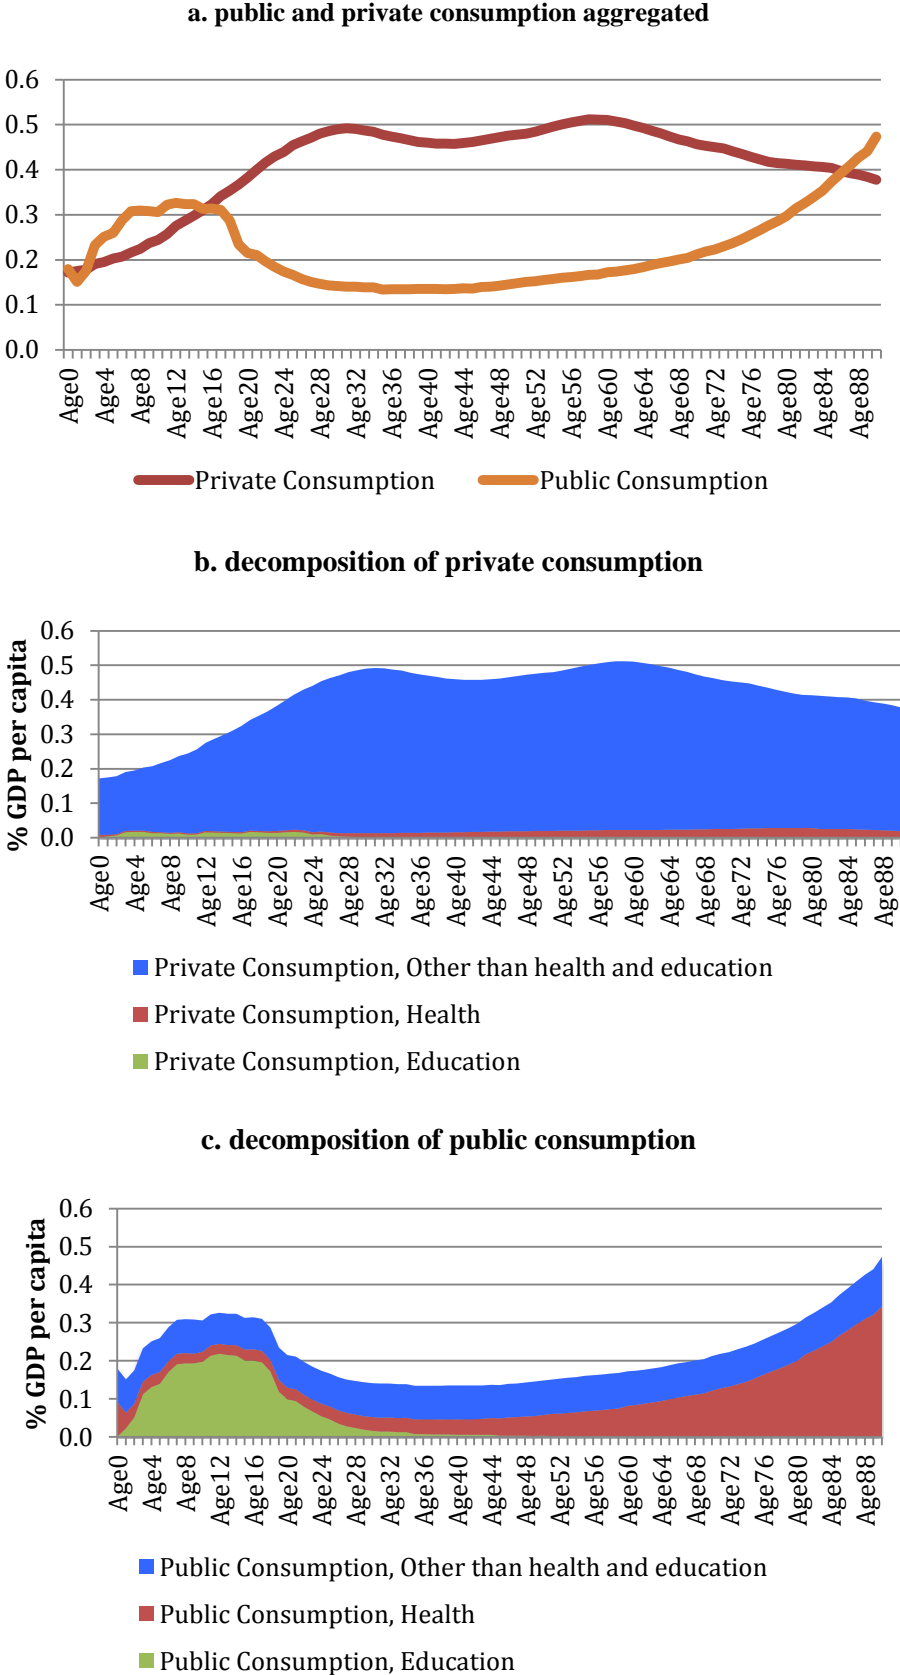 a. public and private consumption aggregated
0.6
0.5
0.4
0.3
0.2
0.1
0.0
Age0
Age4
Age8
Age12
Age16
Age20
Age24
Age28
Age32
Age36
Age40
Age44
Age48
Age52
Age56
Age60
Age64
Age68
Age72
Age76
Age80
Age84
Age88
Private Consumption
Public Consumption
b. decomposition of private consumption
% GDP per capita
0.6
0.5
0.4
0.3
0.2
0.1
0.0
Age0
Age4
Age8
Age12
Age16
Age20
Age24
Age28
Age32
Age36
Age40
Age44
Age48
Age52
Age56
Age60
Age64
Age68
Age72
Age76
Age80
Age84
Age88
Private Consumption, Other than health and education
Private Consumption, Health
Private Consumption, Education
c. decomposition of public consumption
% GDP per capita
0.6
0.5
0.4
0.3
0.2
0.1
0.0
Age0
Age4
Age8
Age12
Age16
Age20
Age24
Age28
Age32
Age36
Age40
Age44
Age48
Age52
Age56
Age60
Age64
Age68
Age72
Age76
Age80
Age84
Age88
Public Consumption, Other than health and education
Public Consumption, Health
Public Consumption, Education